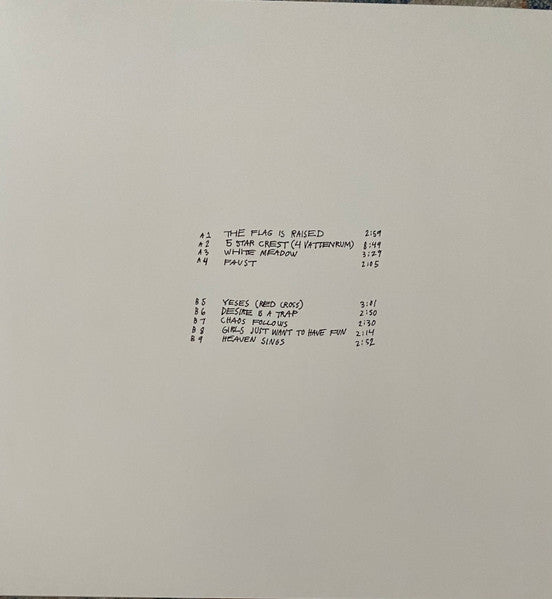 A1 THE FLAG IS RAISED 2:59
A2 5 STAR CREST (4 VATTENRUM) 8:49
A3 WHITE MEADOW 3:29
A4 FAUST 2:05
B5 YESES (RED CROSS) 3:01
B6 DESIRE IS A TRAP 2:50
B7 CHAOS FOLLOWS 2:30
B8 GIRLS JUST WANT TO HAVE FUN 2:14
B9 HEAVEN SINGS 2:52